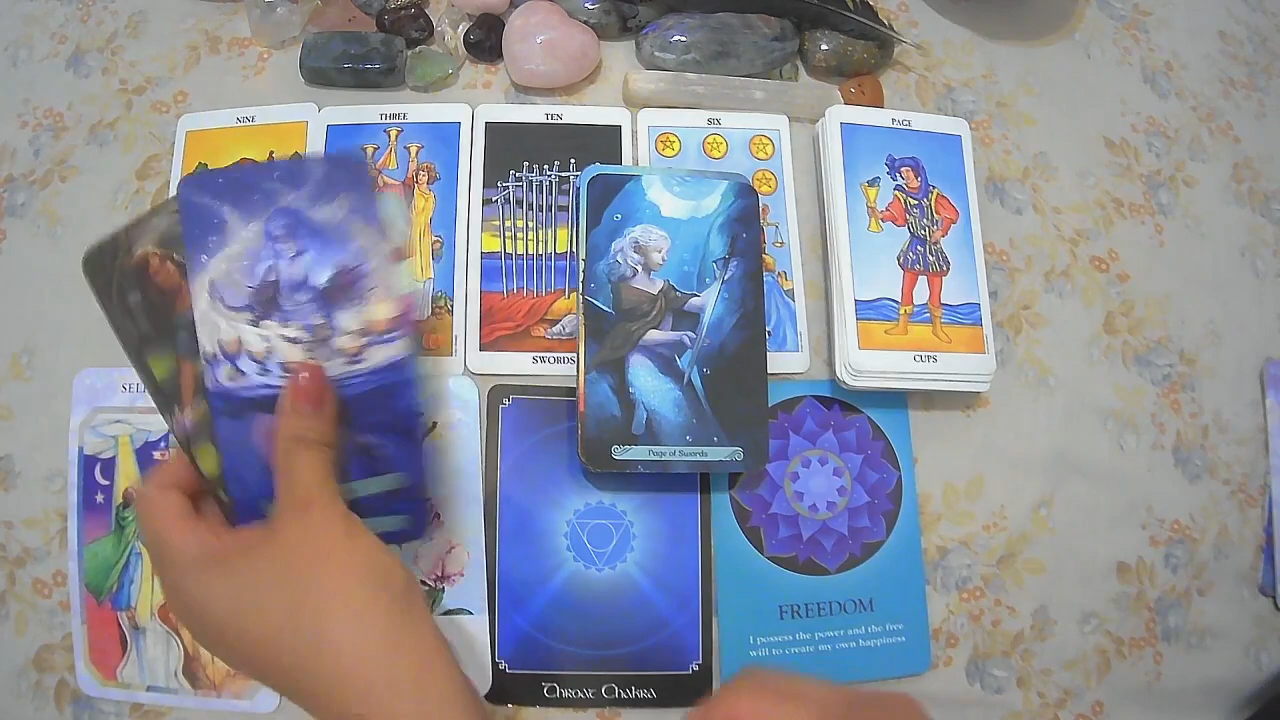 NINE
THREE
TEN
SIX
PAGE
SWORDS
CUPS
Page of Swords
FREEDOM
I possess the power and the free
will to create my own happiness
Throat Chakra